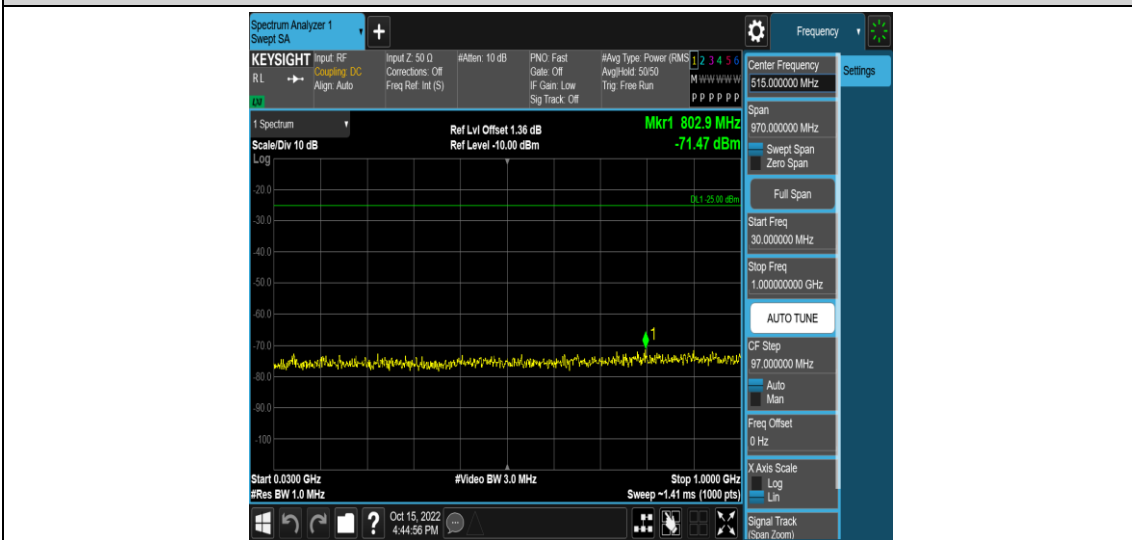 Spectrum Analyzer 1
Swept SA
+
Frequency
KEYSIGHT
RL
LXI
Input: RF
Coupling: DC
Align: Auto
Input Z: 50 Ω
Corrections: Off
Freq Ref: Int (S)
#Atten: 10 dB
PNO: Fast
Gate: Off
IF Gain: Low
Sig Track: Off
#Avg Type: Power (RMS
Avg|Hold: 50/50
Trig: Free Run
1 2 3 4 5 6
M W W W W W
P P P P P P
1 Spectrum
Scale/Div 10 dB
Log
Ref Lvl Offset 1.36 dB
Ref Level -10.00 dBm
Mkr1 802.9 MHz
-71.47 dBm
DL1 -25.00 dBm
-20.0
-30.0
-40.0
-50.0
-60.0
-70.0
-80.0
-90.0
-100
1
Start 0.0300 GHz
#Res BW 1.0 MHz
#Video BW 3.0 MHz
Stop 1.0000 GHz
Sweep ~1.41 ms (1000 pts)
?
Oct 15, 2022
4:44:56 PM
Center Frequency
515.000000 MHz
Span
970.000000 MHz
Swept Span
Zero Span
Full Span
Start Freq
30.000000 MHz
Stop Freq
1.000000000 GHz
AUTO TUNE
CF Step
97.000000 MHz
Auto
Man
Freq Offset
0 Hz
X Axis Scale
Log
Lin
Signal Track
(Span Zoom)
Settings